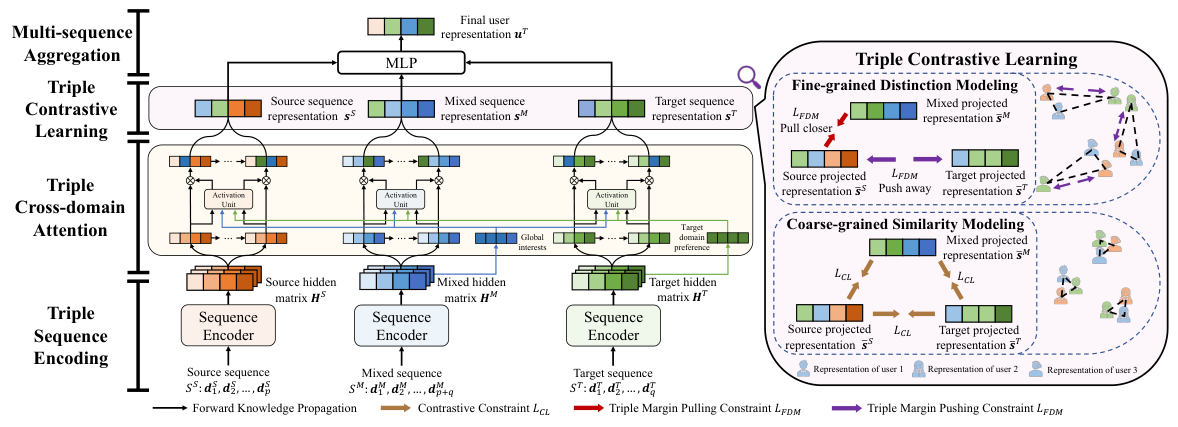 Multi-sequence
Aggregation
Triple
Contrastive
Learning
Triple
Cross-domain
Attention
Triple
Sequence
Encoding
Final user
representation u^T
MLP
Source sequence
representation s^S
Mixed sequence
representation s^M
Target sequence
representation s^T
Activation
Unit
Activation
Unit
Activation
Unit
Global
interests
Target
domain
preference
Source hidden
matrix H^S
Mixed hidden
matrix H^M
Target hidden
matrix H^T
Sequence
Encoder
Sequence
Encoder
Sequence
Encoder
Source sequence
S^S: d_1^S, d_2^S, ..., d_p^S
Mixed sequence
S^M: d_1^M, d_2^M, ..., d_{p+q}^M
Target sequence
S^T: d_1^T, d_2^T, ..., d_q^T
Triple Contrastive Learning
Fine-grained Distinction Modeling
L_FDM
Pull closer
Mixed projected
representation s̄^M
Source projected
representation s̄^S
L_FDM
Push away
Target projected
representation s̄^T
Coarse-grained Similarity Modeling
Mixed projected
representation s̄^M
L_CL
L_CL
Source projected
representation s̄^S
L_CL
Target projected
representation s̄^T
Representation of user 1
Representation of user 2
Representation of user 3
Forward Knowledge Propagation
Contrastive Constraint L_CL
Triple Margin Pulling Constraint L_FDM
Triple Margin Pushing Constraint L_FDM